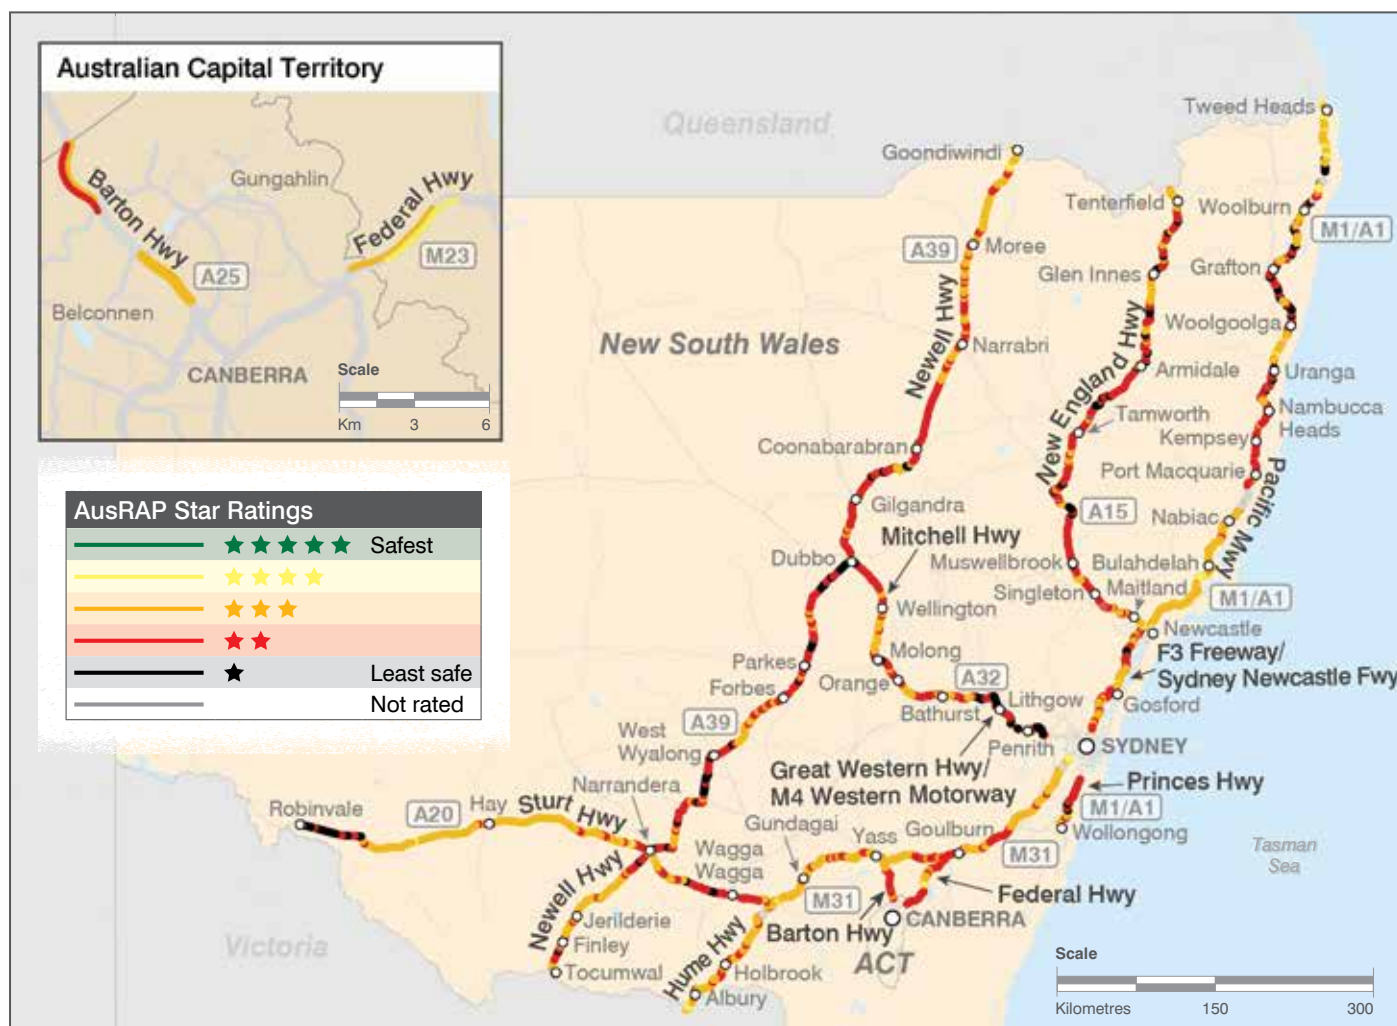 Australian Capital Territory
Gungahlin
Barton Hwy
Federal Hwy
M23
A25
Belconnen
CANBERRA
Scale
Km 3 6
AusRAP Star Ratings
Safest
Least safe
Not rated
Queensland
New South Wales
Victoria
ACT
Tasman
Sea
Tweed Heads
Goondiwindi
Tenterfield
Woolburn
M1/A1
A39
Moree
Glen Innes
Grafton
Newell Hwy
Woolgoolga
Narrabri
New England Hwy
Armidale
Uranga
Tamworth
Nambucca
Heads
Kempsey
Coonabarabran
Port Macquarie
Pacific Mwy
Gilgandra
A15
Nabiac
Mitchell Hwy
Dubbo
Muswellbrook
Bulahdelah
Singleton
Maitland
M1/A1
Wellington
Newcastle
F3 Freeway/
Sydney Newcastle Fwy
Molong
Parkes
Orange
A32
Lithgow
Forbes
Bathurst
Gosford
A39
West
Wyalong
Penrith
SYDNEY
Great Western Hwy/
M4 Western Motorway
Princes Hwy
M1/A1
Narrandera
Robinvale
A20
Hay
Sturt Hwy
Gundagai
Yass
Goulburn
Wollongong
Wagga
Wagga
M31
M31
Federal Hwy
Newell Hwy
Jerilderie
CANBERRA
Barton Hwy
Finley
Hume Hwy
Holbrook
Tocumwal
Albury
Scale
Kilometres 150 300